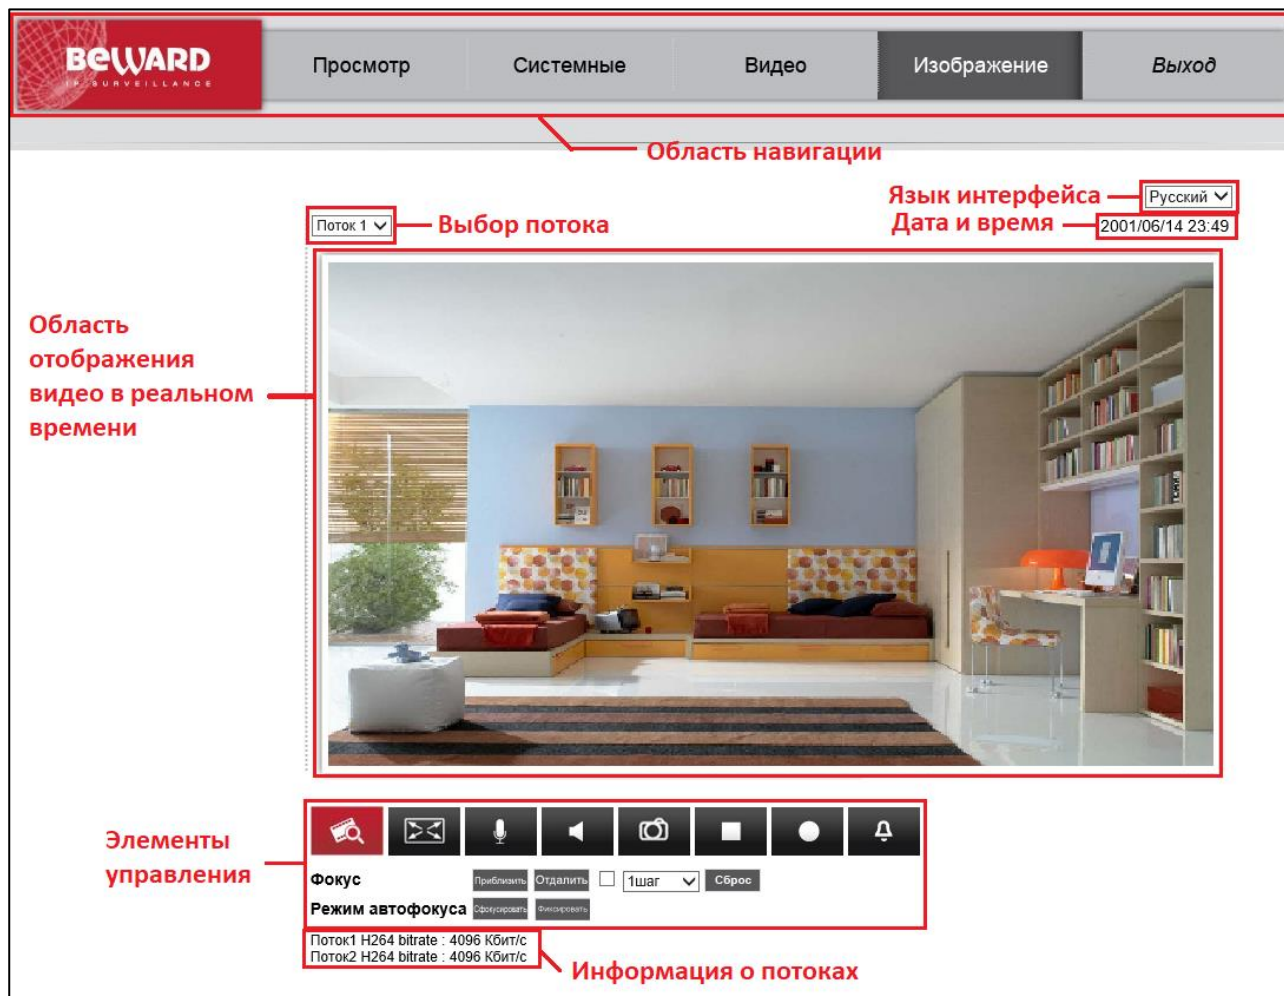 BEWARD
IP SURVEILLANCE
Просмотр Системные Видео Изображение Выход
Область навигации
Язык интерфейса Русский
Поток 1 Выбор потока Дата и время 2001/06/14 23:49
Область
отображения
видео в реальном
времени
Элементы
управления
Фокус Приблизить Отдалить 1шаг Сброс
Режим автофокуса Сфокусировать Фиксировать
Поток1 H264 bitrate : 4096 Кбит/с
Поток2 H264 bitrate : 4096 Кбит/с
Информация о потоках